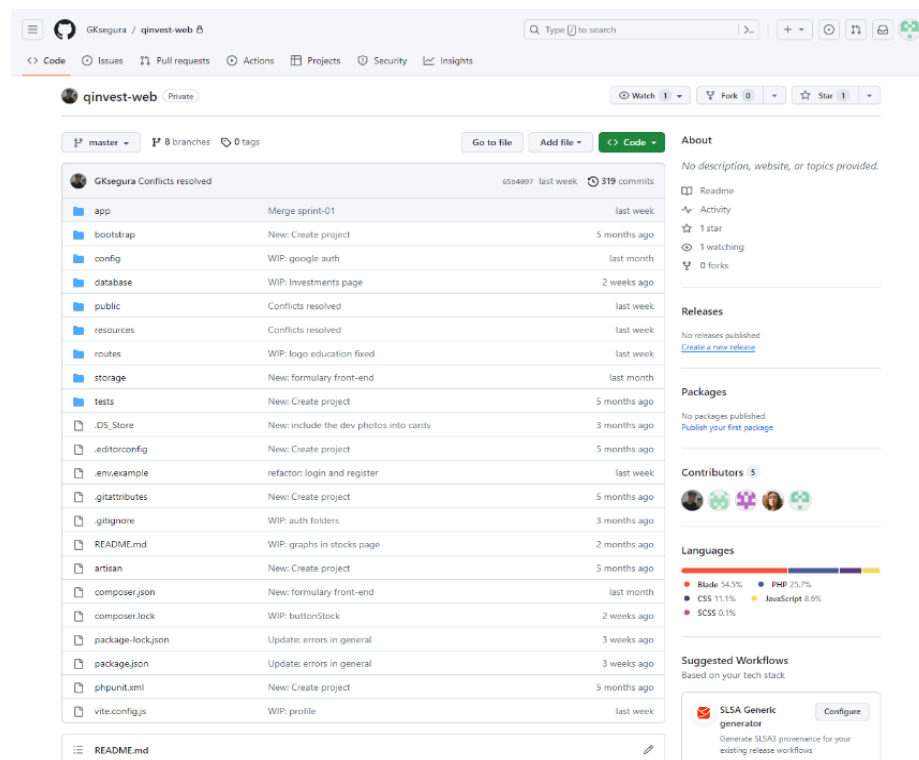 GKsegura / qinvest-web
Type / to search
Code Issues Pull requests Actions Projects Security Insights
qinvest-web Private
Watch 1 Fork 0 Star 1
master 8 branches 0 tags Go to file Add file Code
GKsegura Conflicts resolved last week 319 commits
app Merge sprint-01 last week
bootstrap New: Create project 5 months ago
config WIP: google auth last month
database WIP: Investments page 2 weeks ago
public Conflicts resolved last week
resources Conflicts resolved last week
routes WIP: logo education fixed last week
storage New: formulary front-end last month
tests New: Create project 5 months ago
.DS_Store New: include the dev photos into cards 3 months ago
.editorconfig New: Create project 5 months ago
.env.example refactor: login and register last week
.gitattributes New: Create project 5 months ago
.gitignore WIP: auth folders 3 months ago
README.md WIP: graphs in stocks page 2 months ago
artisan New: Create project 5 months ago
composer.json New: formulary front-end last month
composer.lock WIP: buttonStock 2 weeks ago
package-lock.json Update: errors in general 3 weeks ago
package.json Update: errors in general 3 weeks ago
phpunit.xml New: Create project 5 months ago
vite.config.js WIP: profile last week
README.md
About
No description, website, or topics provided.
Readme
Activity
1 star
1 watching
0 forks
Releases
No releases published
Create a new release
Packages
No packages published
Publish your first package
Contributors 5
Languages
Blade 54.5% PHP 25.7%
CSS 11.1% JavaScript 8.6%
SCSS 0.1%
Suggested Workflows
Based on your tech stack
SLSA Generic generator Configure
Generate SLSA3 provenance for your
existing release workflows